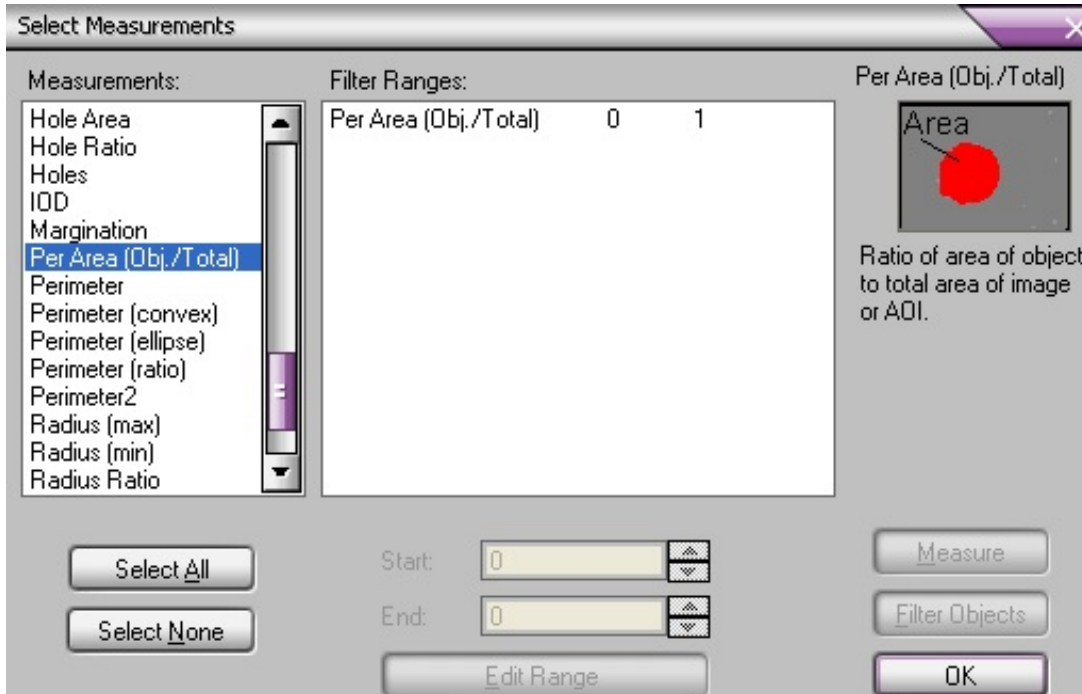 Select Measurements
Measurements:
Hole Area
Hole Ratio
Holes
IOD
Margination
Per Area (Obj./Total)
Perimeter
Perimeter (convex)
Perimeter (ellipse)
Perimeter (ratio)
Perimeter2
Radius (max)
Radius (min)
Radius Ratio
Filter Ranges:
Per Area (Obj./Total) 0 1
Per Area (Obj./Total)
Area
Ratio of area of object
to total area of image
or AOI.
Select All
Select None
Start: 0
End: 0
Edit Range
Measure
Filter Objects
OK